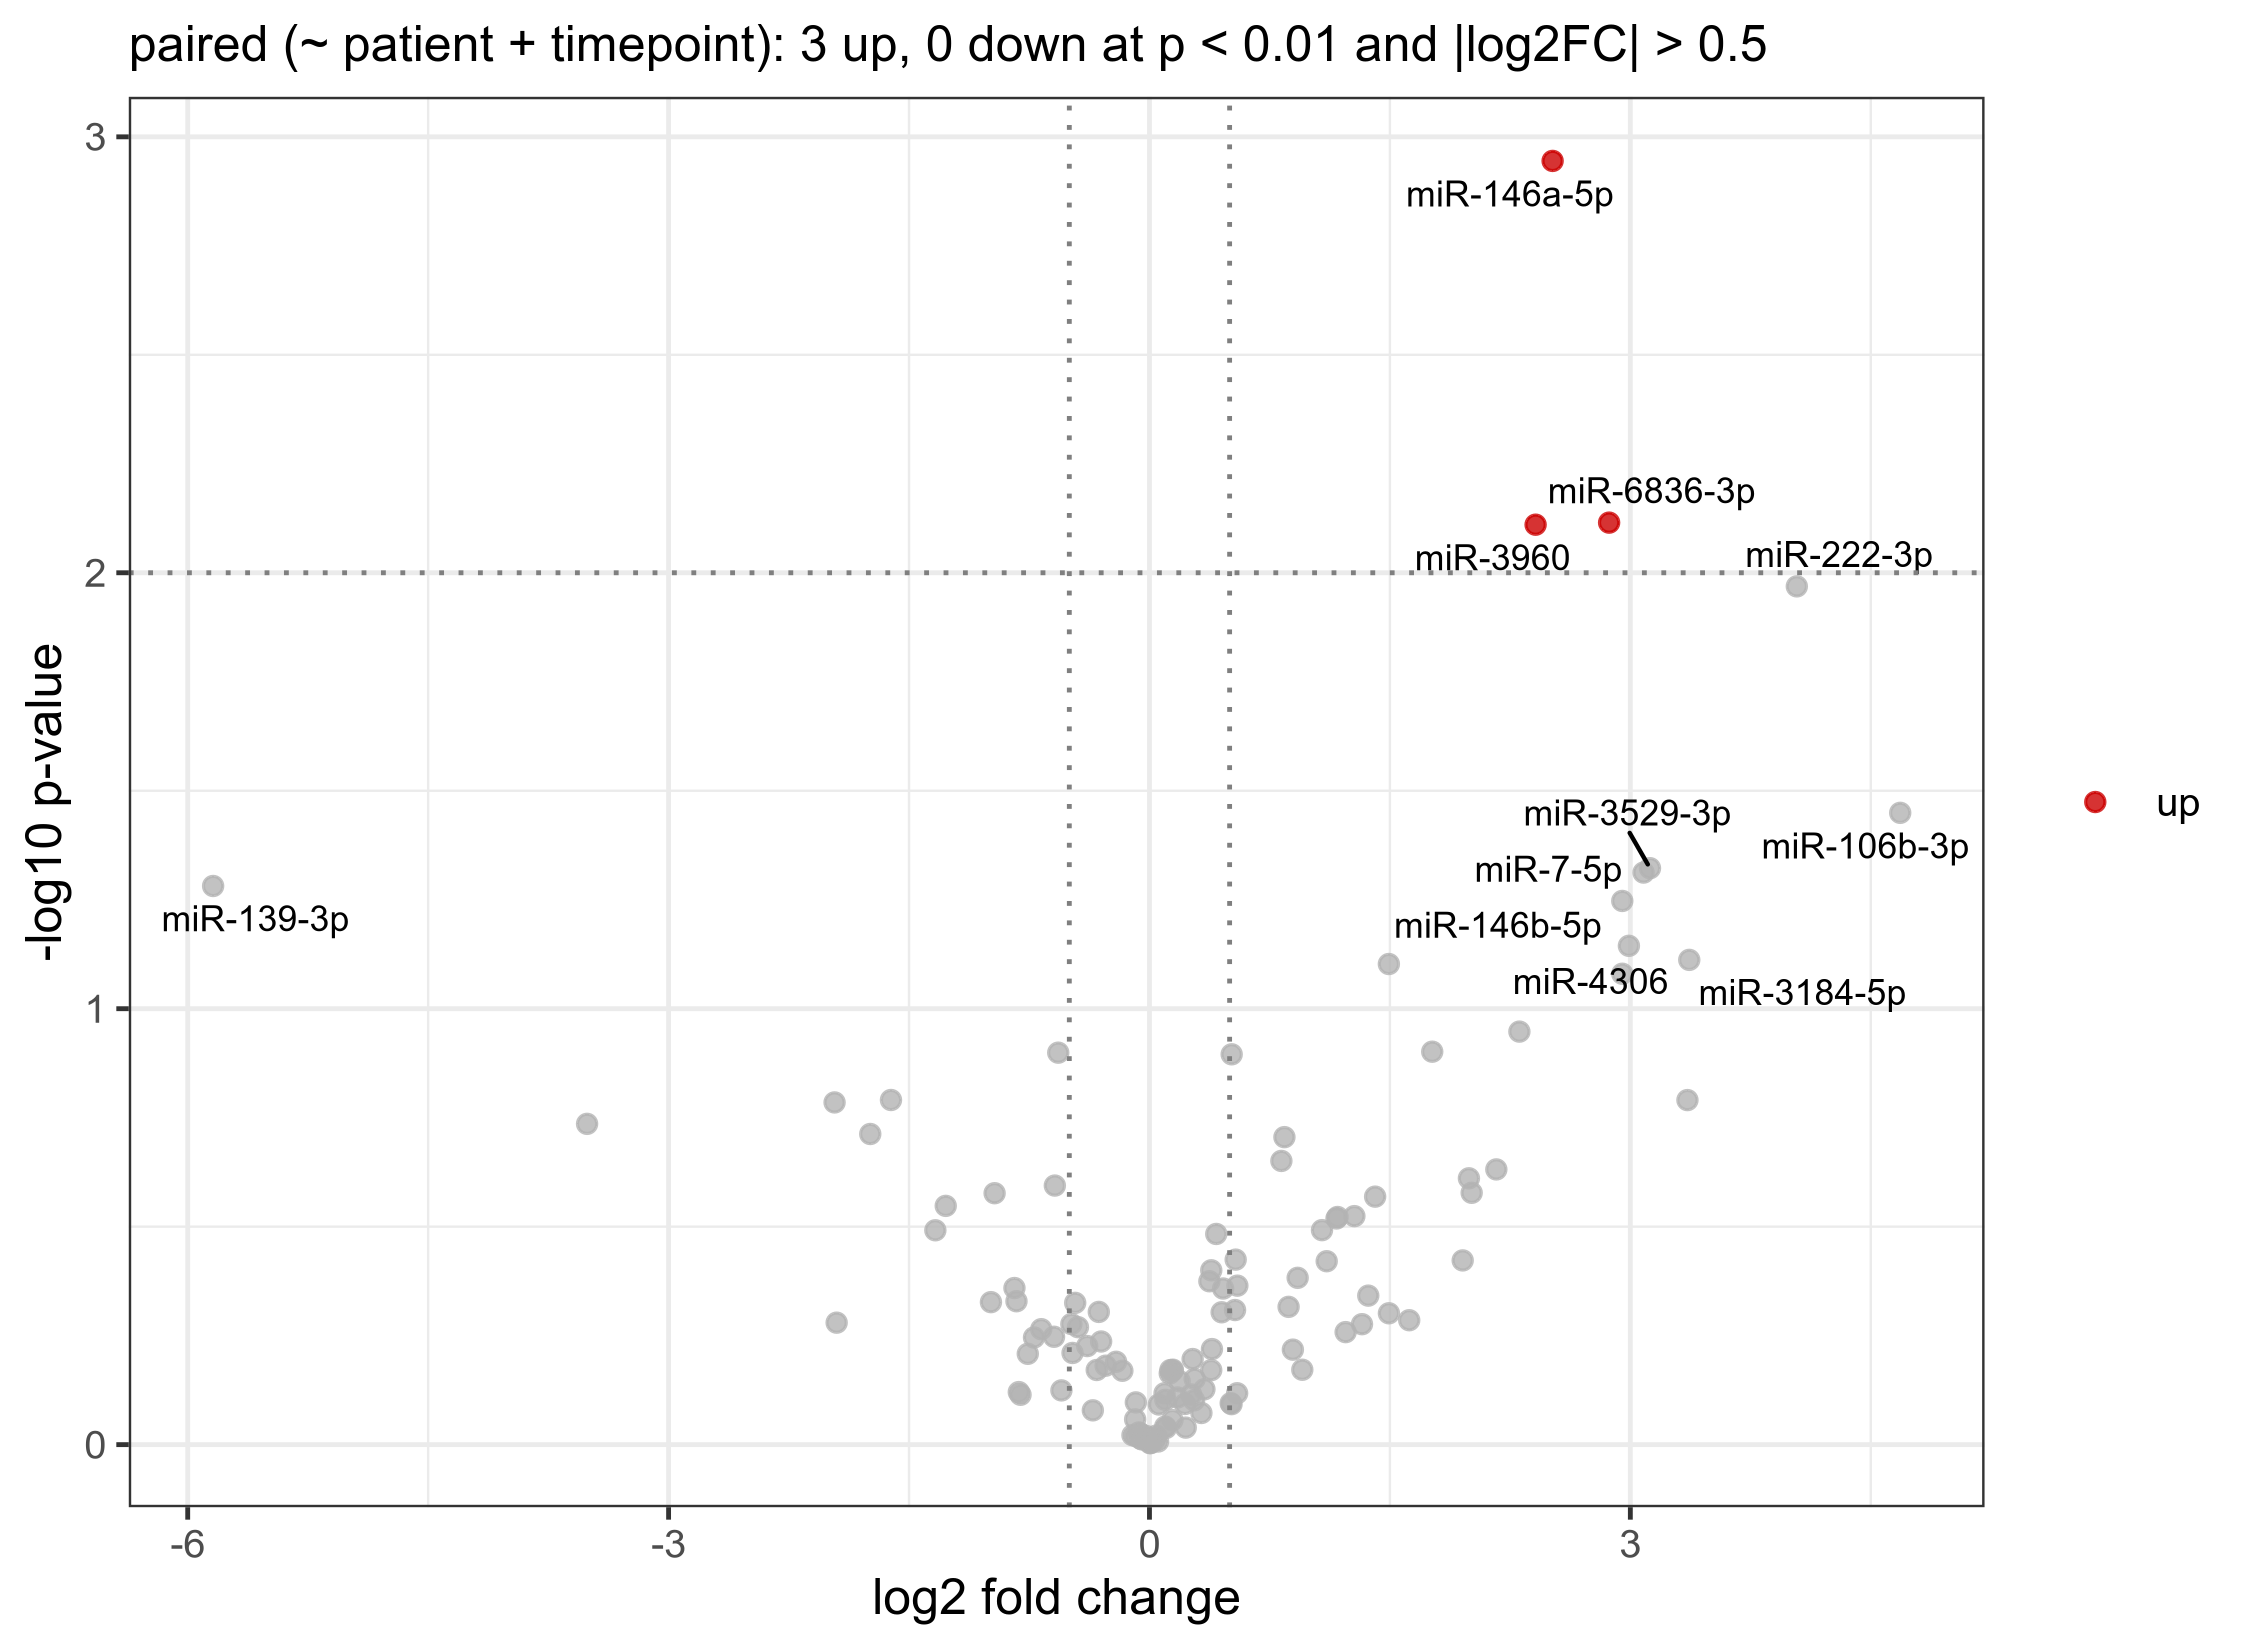 paired (~ patient + timepoint): 3 up, 0 down at p < 0.01 and |log2FC| > 0.5
3
miR-146a-5p
miR-6836-3p
miR-3960
miR-222-3p
2
-log10 p-value
miR-3529-3p
up
miR-106b-3p
miR-7-5p
miR-139-3p
miR-146b-5p
miR-4306
miR-3184-5p
1
0
-6
-3
0
3
log2 fold change